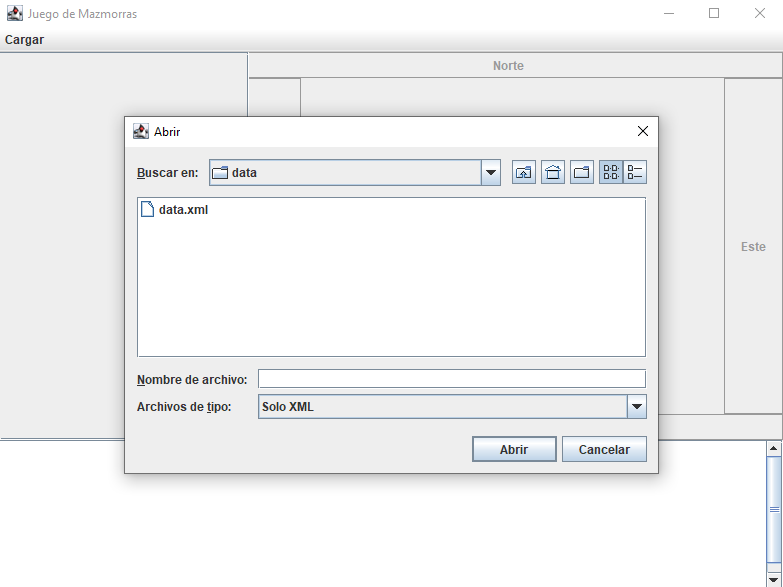 Juego de Mazmorras
Cargar
Norte
Abrir
Buscar en: data
data.xml
Este
Nombre de archivo:
Archivos de tipo: Solo XML
Abrir Cancelar